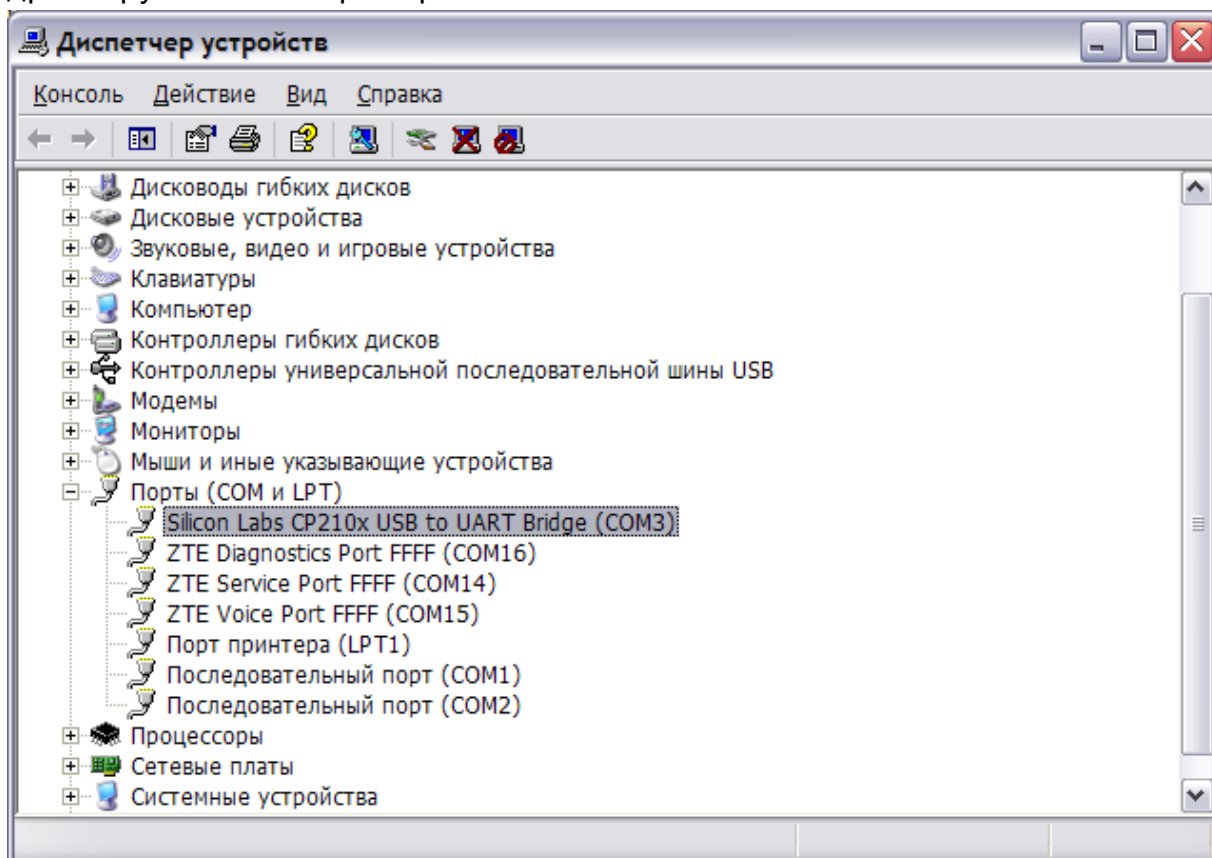 Диспетчер устройств
Консоль Действие Вид Справка
Дисководы гибких дисков
Дисковые устройства
Звуковые, видео и игровые устройства
Клавиатуры
Компьютер
Контроллеры гибких дисков
Контроллеры универсальной последовательной шины USB
Модемы
Мониторы
Мыши и иные указывающие устройства
Порты (COM и LPT)
Silicon Labs CP210x USB to UART Bridge (COM3)
ZTE Diagnostics Port FFFF (COM16)
ZTE Service Port FFFF (COM14)
ZTE Voice Port FFFF (COM15)
Порт принтера (LPT1)
Последовательный порт (COM1)
Последовательный порт (COM2)
Процессоры
Сетевые платы
Системные устройства